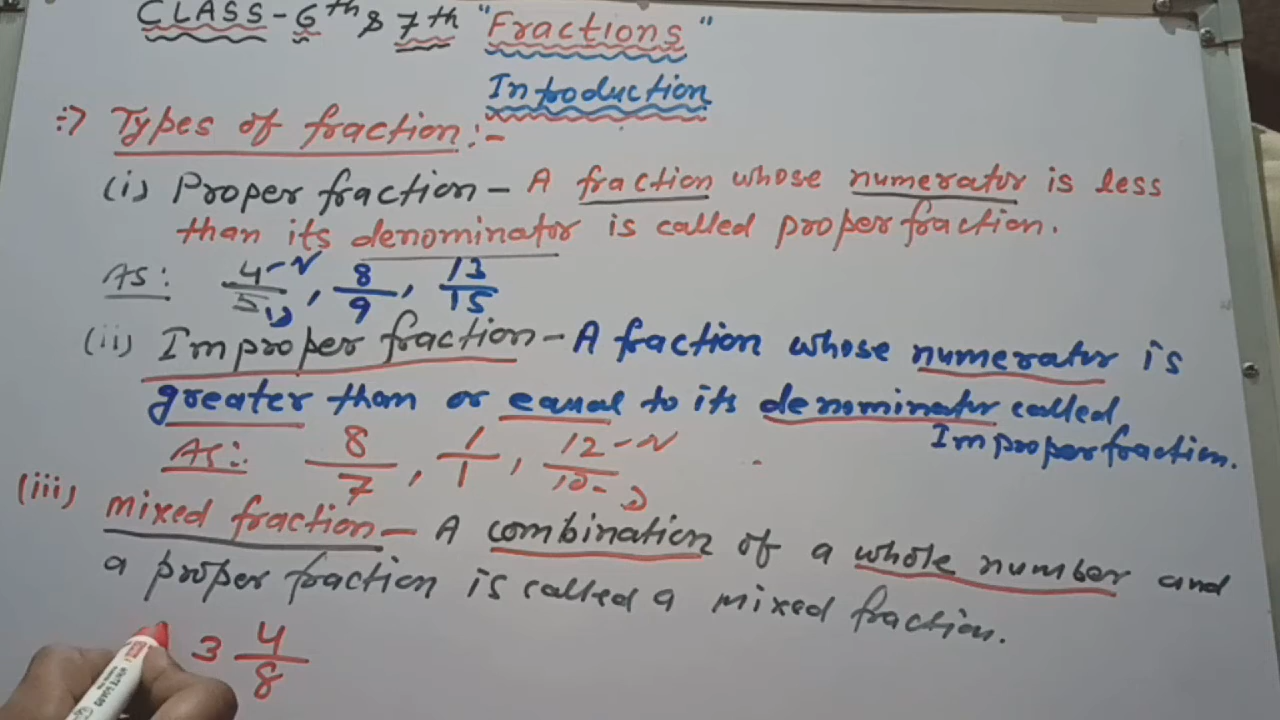 CLASS-6th & 7th "Fractions"
Introduction
⇒ Types of fraction:-
(i) Proper fraction - A fraction whose numerator is less
than its denominator is called proper fraction.
As: 4/5 - N D, 8/9, 13/15
(ii) Improper fraction - A fraction whose numerator is
greater than or equal to its denominator called
Improper fraction.
As: 8/7, 1/1, 12/10 - N - D
(iii) mixed fraction - A combination of a whole number and
a proper fraction is called a mixed fraction.
3 4/8